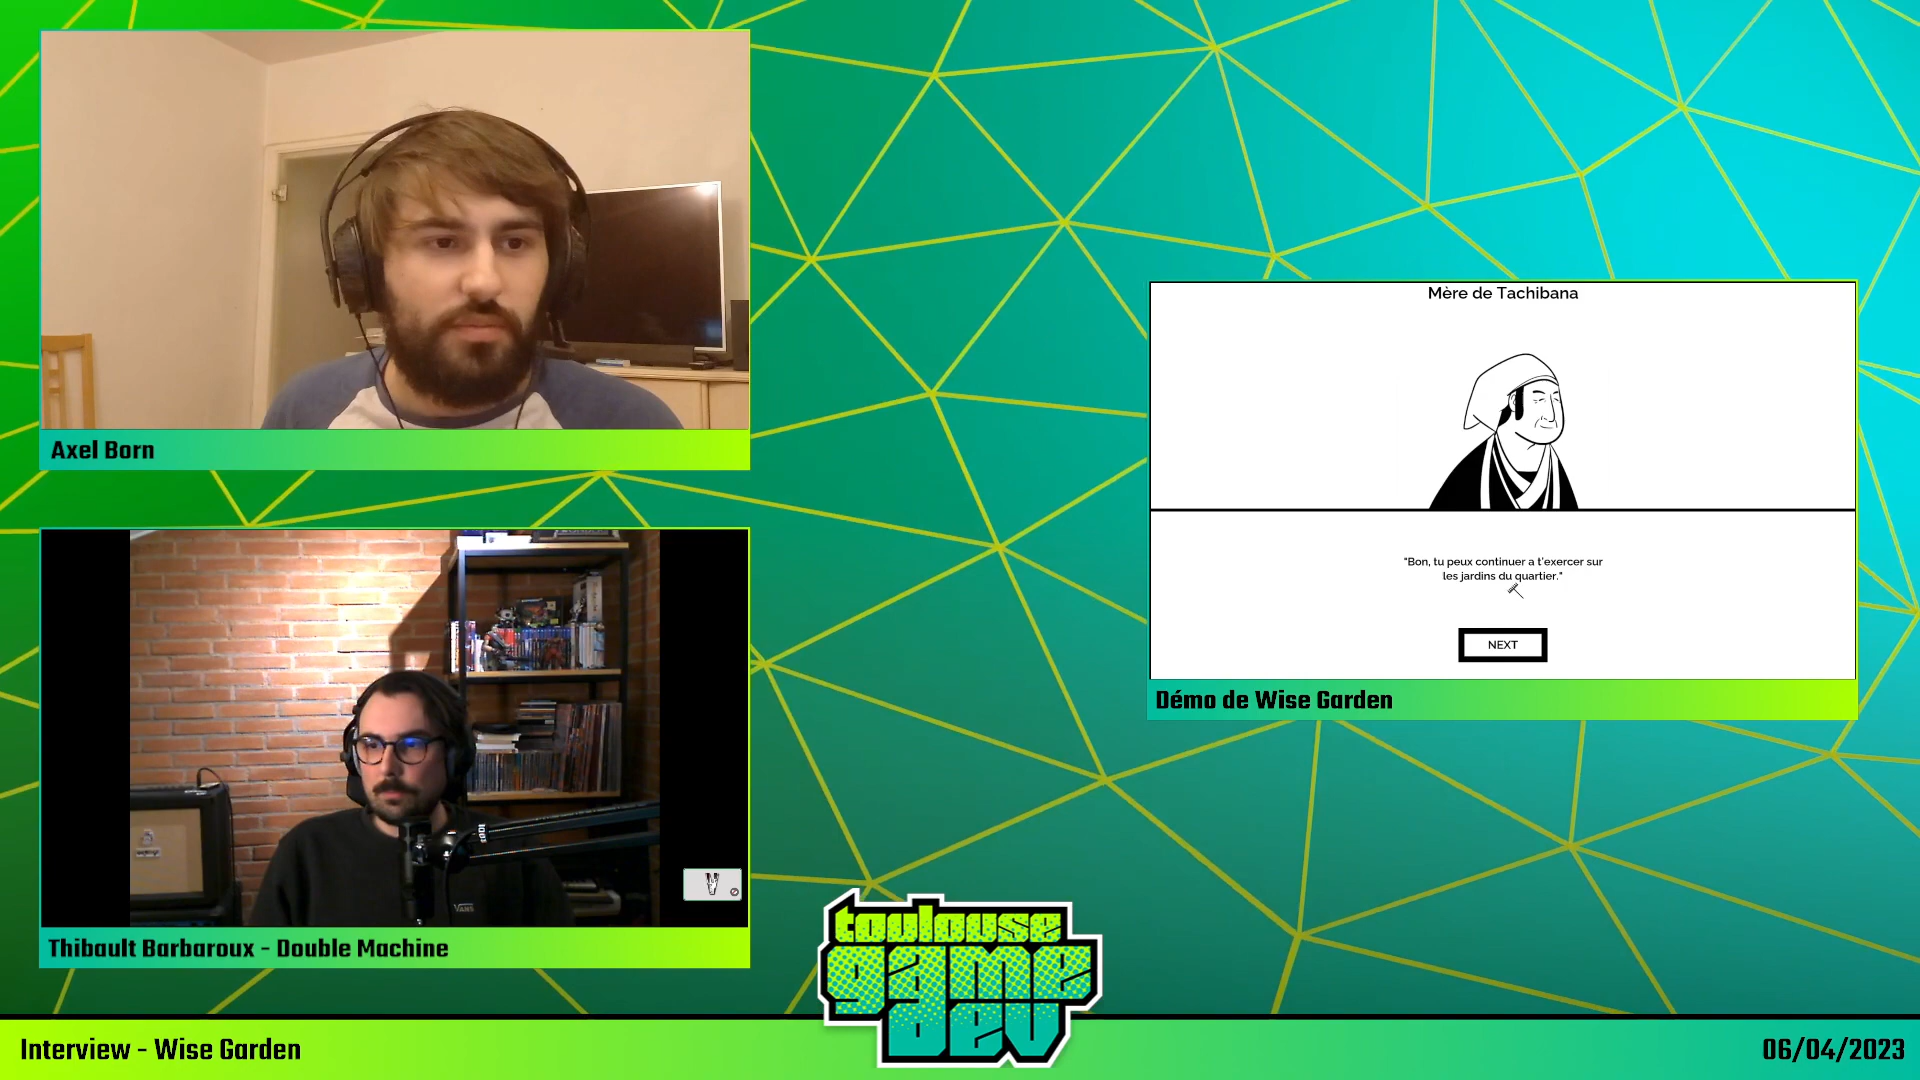 Axel Born
Mère de Tachibana
"Bon, tu peux continuer a t'exercer sur
les jardins du quartier."
NEXT
Démo de Wise Garden
VANS
Thibault Barbaroux - Double Machine
toulouse
game
dev
Interview - Wise Garden
06/04/2023